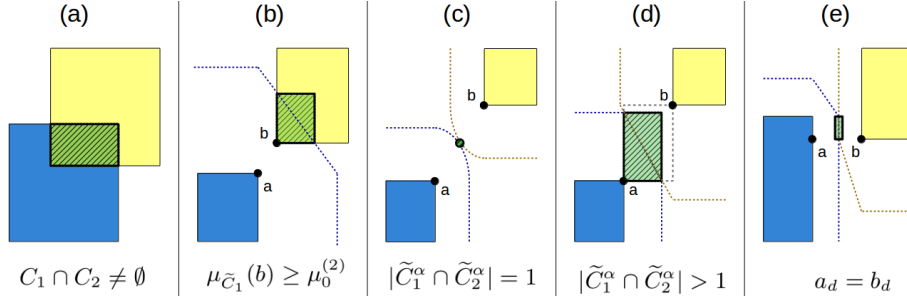 (a) (b) (c) (d) (e)
b a
b a
b a
a b
C₁ ∩ C₂ ≠ ∅
μ_{C̃₁}(b) ≥ μ₀^{(2)}
|C̃₁^α ∩ C̃₂^α| = 1
|C̃₁^α ∩ C̃₂^α| > 1
a_d = b_d